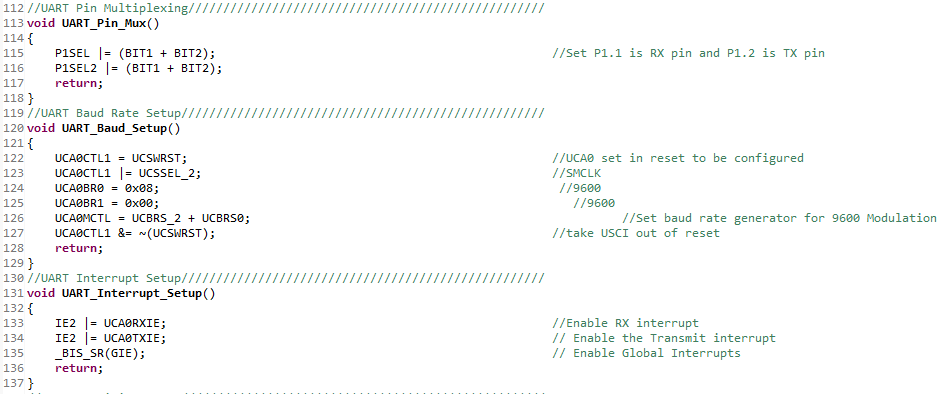 112 //UART Pin Multiplexing///////////////////////////////////////////////////
113 void UART_Pin_Mux()
114 {
115     P1SEL |= (BIT1 + BIT2);                                                //Set P1.1 is RX pin and P1.2 is TX pin
116     P1SEL2 |= (BIT1 + BIT2);
117     return;
118 }
119 //UART Baud Rate Setup////////////////////////////////////////////////////
120 void UART_Baud_Setup()
121 {
122     UCA0CTL1 = UCSWRST;                                                    //UCA0 set in reset to be configured
123     UCA0CTL1 |= UCSSEL_2;                                                  //SMCLK
124     UCA0BR0 = 0x08;                                                         //9600
125     UCA0BR1 = 0x00;                                                           //9600
126     UCA0MCTL = UCBRS_2 + UCBRS0;                                                     //Set baud rate generator for 9600 Modulation
127     UCA0CTL1 &= ~(UCSWRST);                                                //take USCI out of reset
128     return;
129 }
130 //UART Interrupt Setup////////////////////////////////////////////////////
131 void UART_Interrupt_Setup()
132 {
133     IE2 |= UCA0RXIE;                                                       //Enable RX interrupt
134     IE2 |= UCA0TXIE;                                                       // Enable the Transmit interrupt
135     _BIS_SR(GIE);                                                          // Enable Global Interrupts
136     return;
137 }